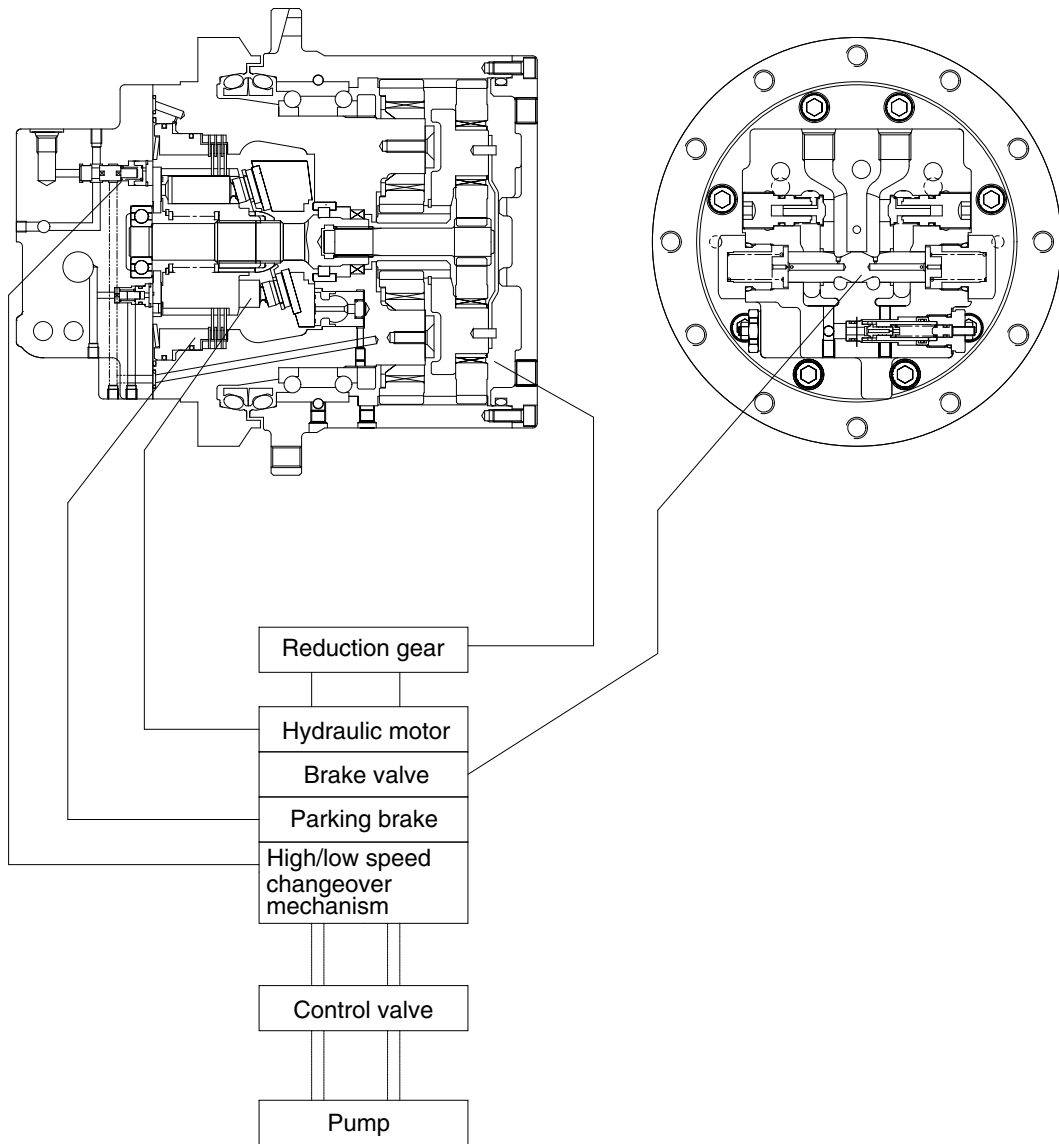 Reduction gear
Hydraulic motor
Brake valve
Parking brake
High/low speed
changeover
mechanism
Control valve
Pump